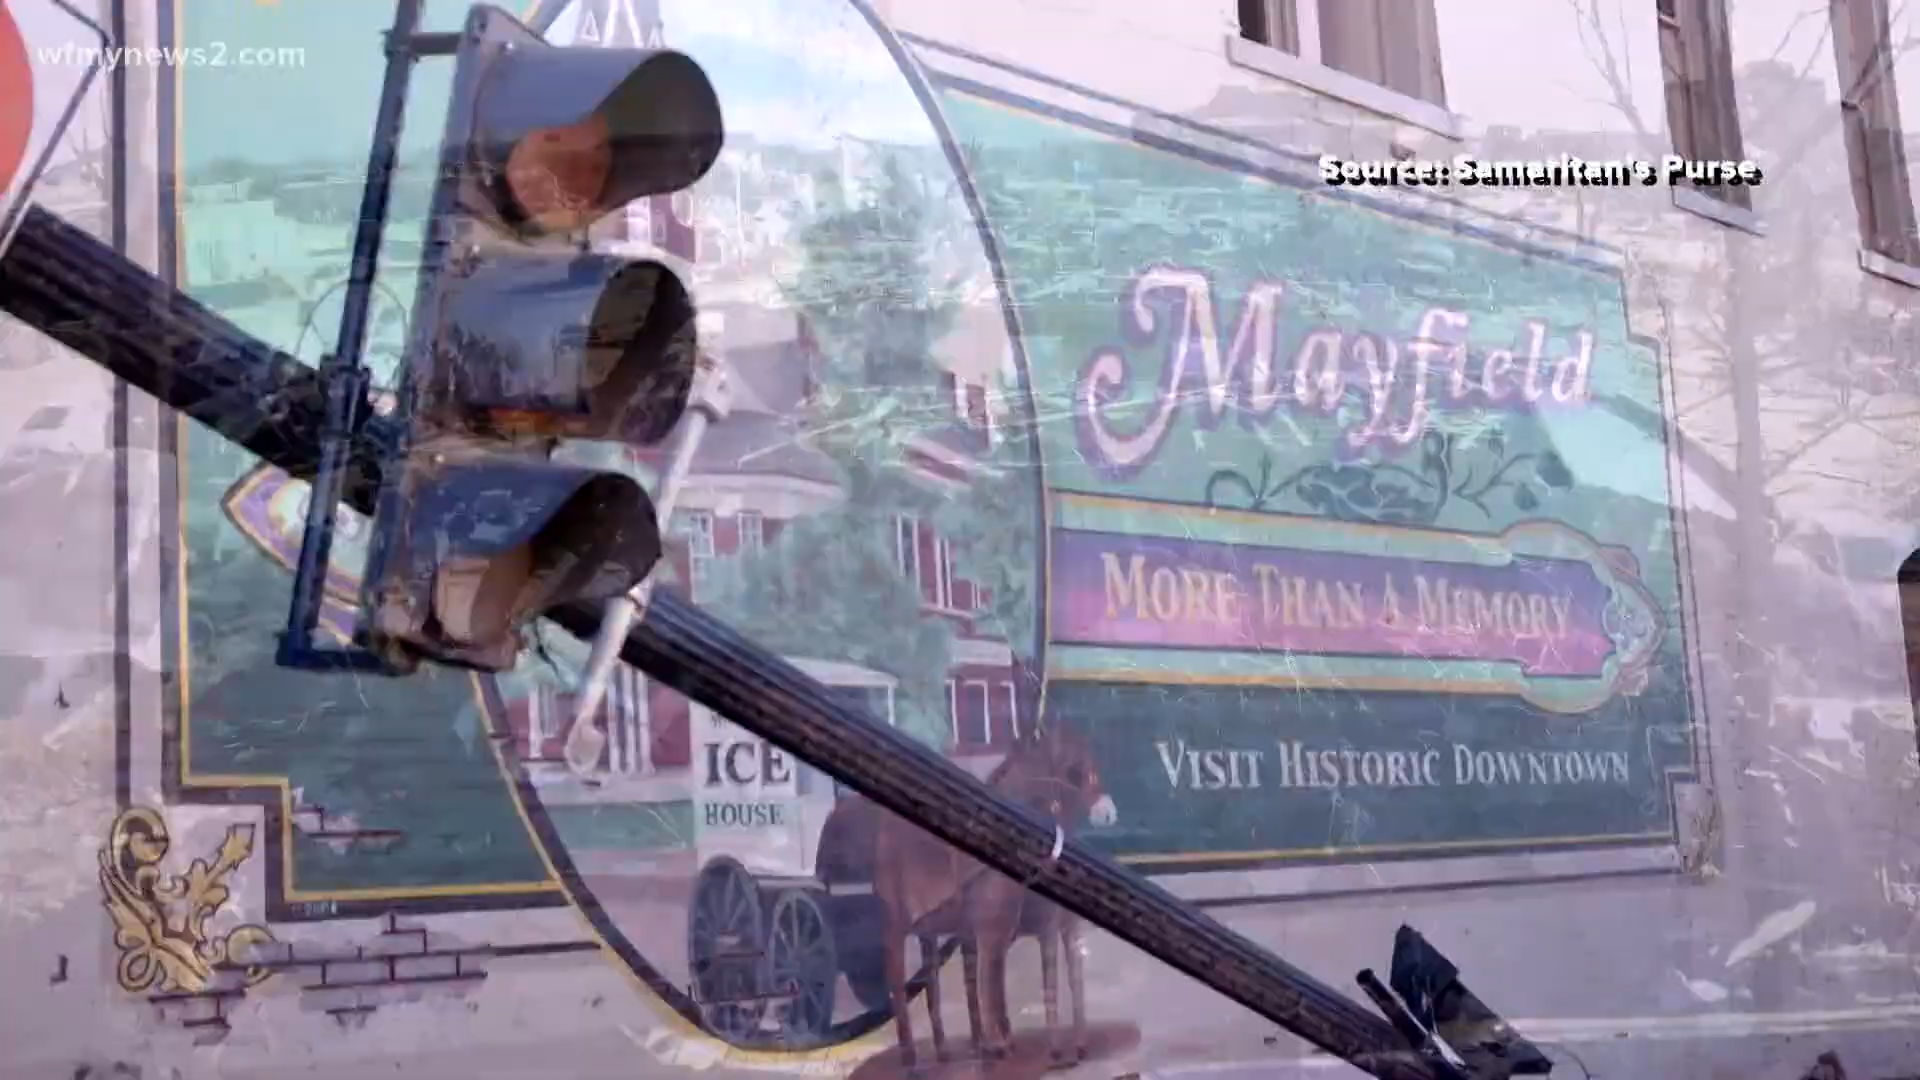 wfmynews2.com
Source: Samaritan's Purse
Mayfield
MORE THAN A MEMORY
VISIT HISTORIC DOWNTOWN
ICE
HOUSE